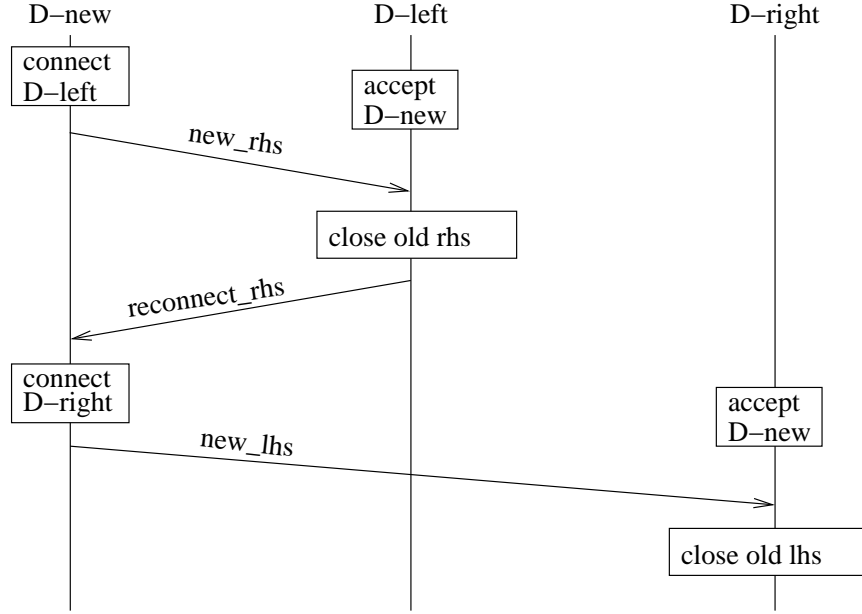 D−new
D−left
D−right
connect
D−left
accept
D−new
new_rhs
close old rhs
reconnect_rhs
connect
D−right
accept
D−new
new_lhs
close old lhs